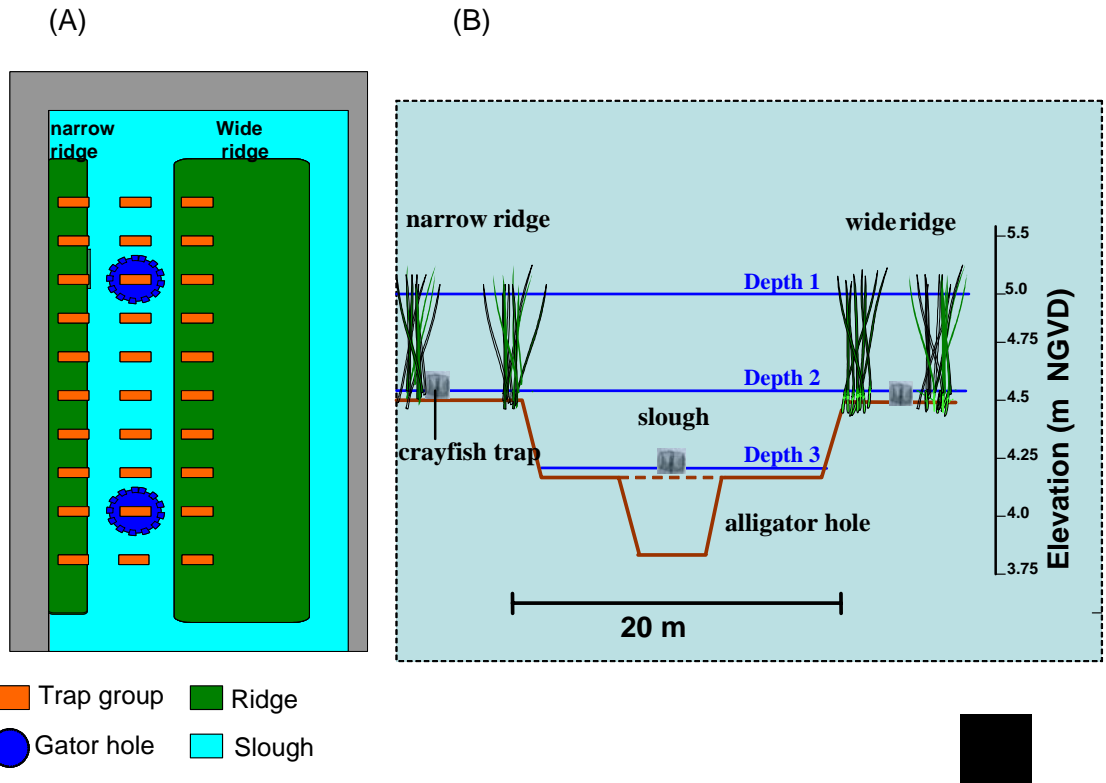 (A)
(B)
narrow
ridge
Wide
ridge
narrow ridge
wide ridge
5.5
Depth 1
5.0
4.75
Depth 2
4.5
slough
crayfish trap
Depth 3
4.25
alligator hole
4.0
3.75
Elevation (m NGVD)
20 m
Trap group
Ridge
Gator hole
Slough